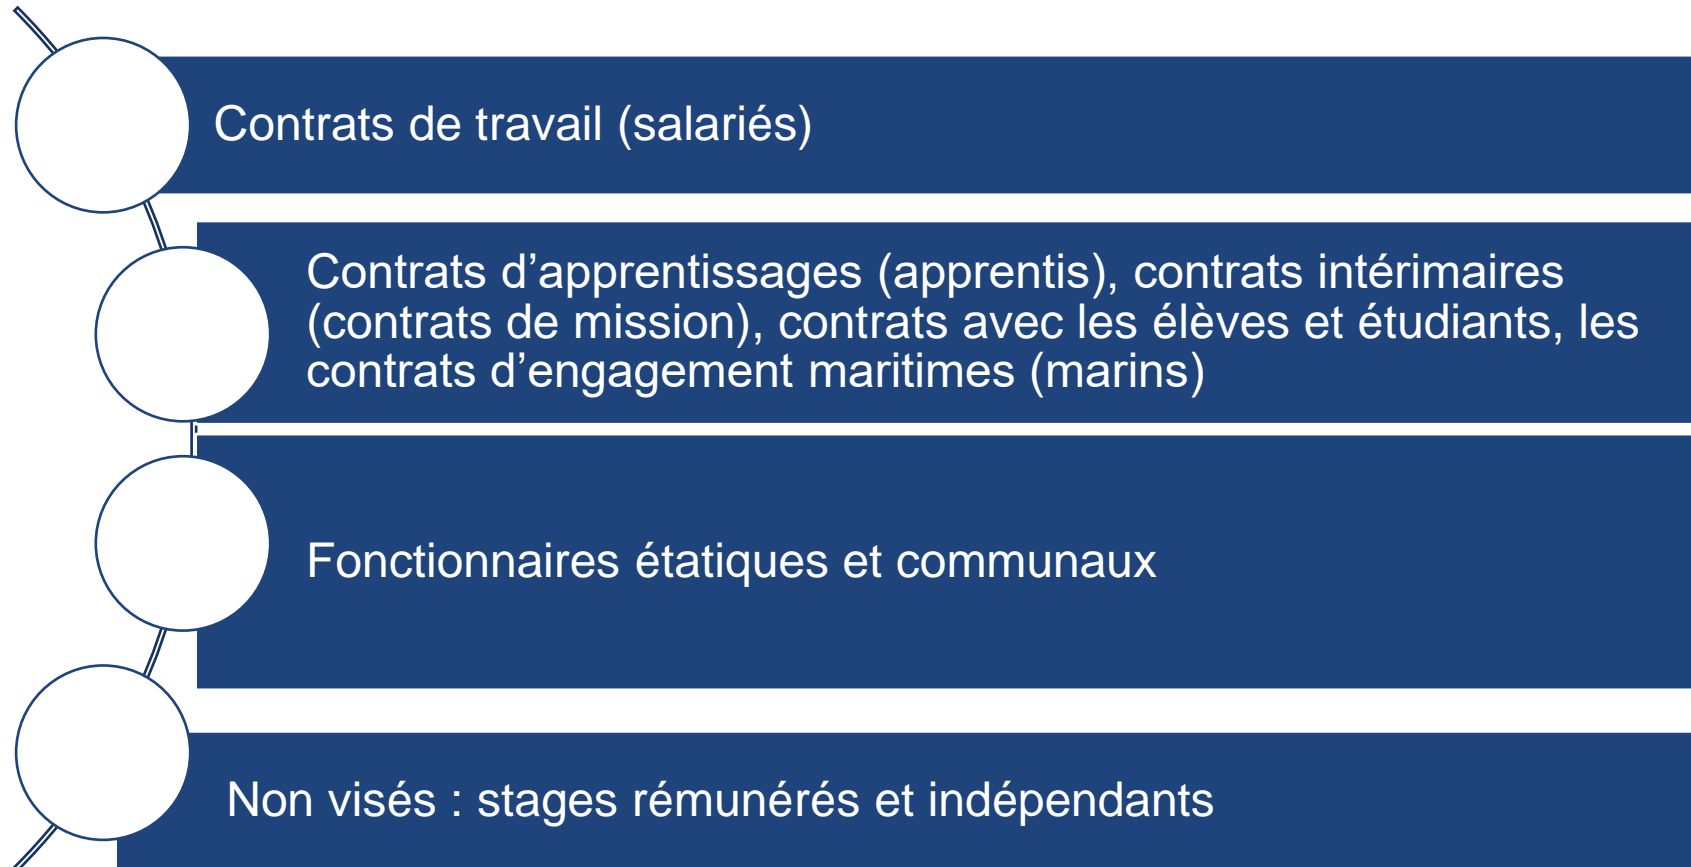 Contrats de travail (salariés)
Contrats d’apprentissages (apprentis), contrats intérimaires
(contrats de mission), contrats avec les élèves et étudiants, les
contrats d’engagement maritimes (marins)
Fonctionnaires étatiques et communaux
Non visés : stages rémunérés et indépendants